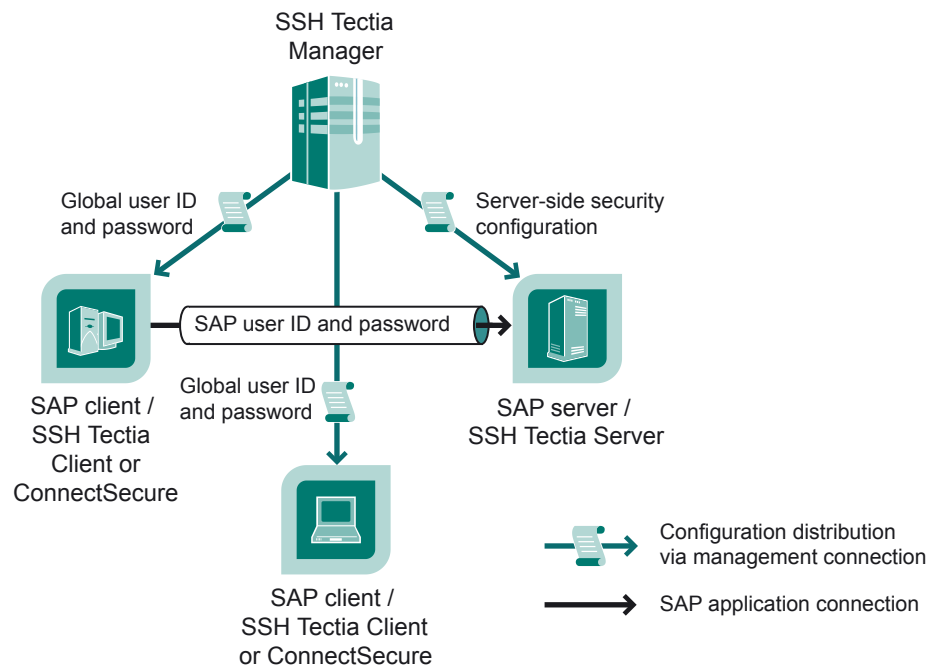 SSH Tectia
Manager
Global user ID
and password
Server-side security
configuration
SAP user ID and password
Global user ID
and password
SAP client /
SSH Tectia
Client or
ConnectSecure
SAP server /
SSH Tectia Server
SAP client /
SSH Tectia Client
or ConnectSecure
Configuration distribution
via management connection
SAP application connection